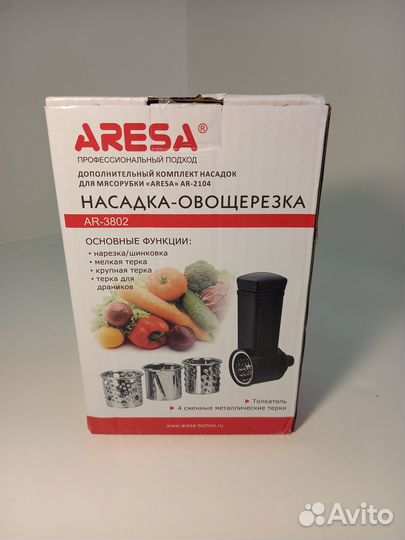 ARESA®
ПРОФЕССИОНАЛЬНЫЙ ПОДХОД
ДОПОЛНИТЕЛЬНЫЙ КОМПЛЕКТ НАСАДОК
ДЛЯ МЯСОРУБКИ «ARESA» AR-2104
НАСАДКА-ОВОЩЕРЕЗКА
AR-3802
ОСНОВНЫЕ ФУНКЦИИ:
• нарезка/шинковка
• мелкая терка
• крупная терка
• терка для
драников
Толкатель
4 сменные металлические терки
www.aresa-techno.ru
Avito